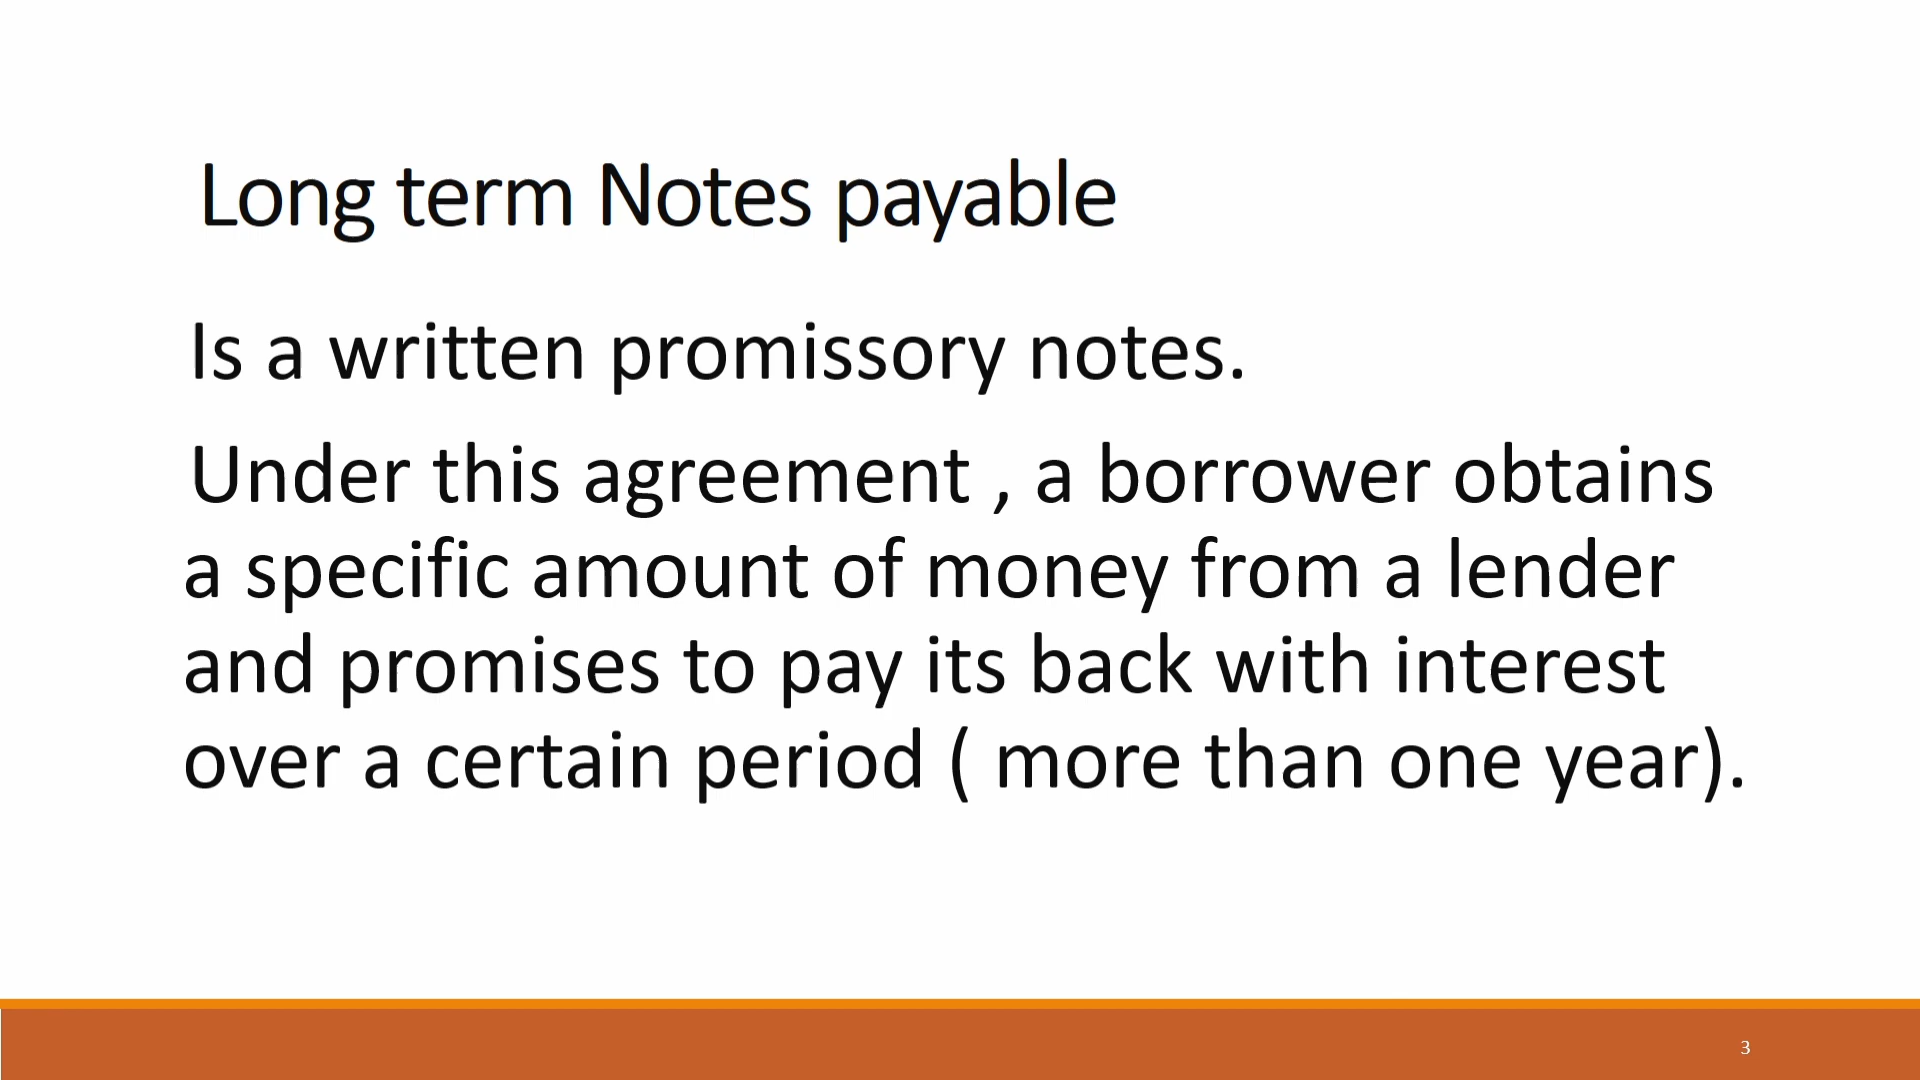 Long term Notes payable
Is a written promissory notes.
Under this agreement , a borrower obtains
a specific amount of money from a lender
and promises to pay its back with interest
over a certain period ( more than one year).
3